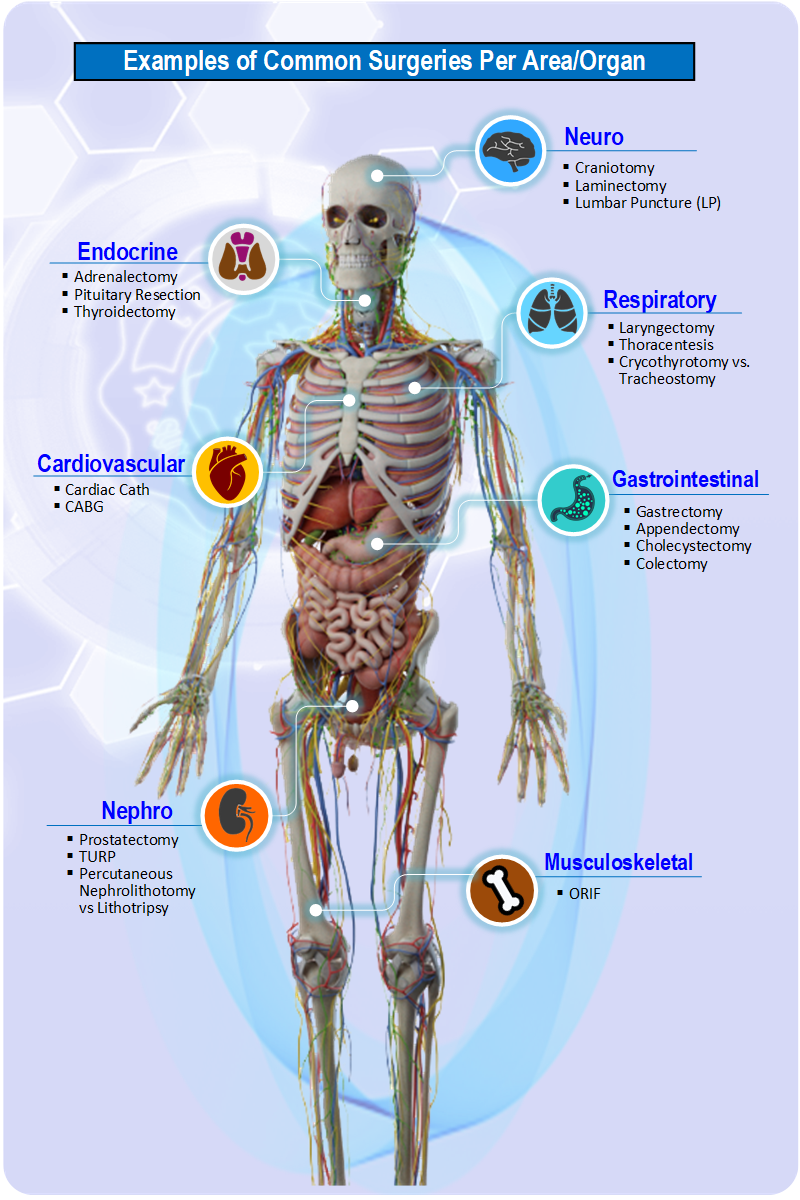 Examples of Common Surgeries Per Area/Organ
Neuro
▪ Craniotomy
▪ Laminectomy
▪ Lumbar Puncture (LP)
Endocrine
▪ Adrenalectomy
▪ Pituitary Resection
▪ Thyroidectomy
Respiratory
▪ Laryngectomy
▪ Thoracentesis
▪ Crycothyrotomy vs.
Tracheostomy
Cardiovascular
▪ Cardiac Cath
▪ CABG
Gastrointestinal
▪ Gastrectomy
▪ Appendectomy
▪ Cholecystectomy
▪ Colectomy
Nephro
▪ Prostatectomy
▪ TURP
▪ Percutaneous
Nephrolithotomy
vs Lithotripsy
Musculoskeletal
▪ ORIF